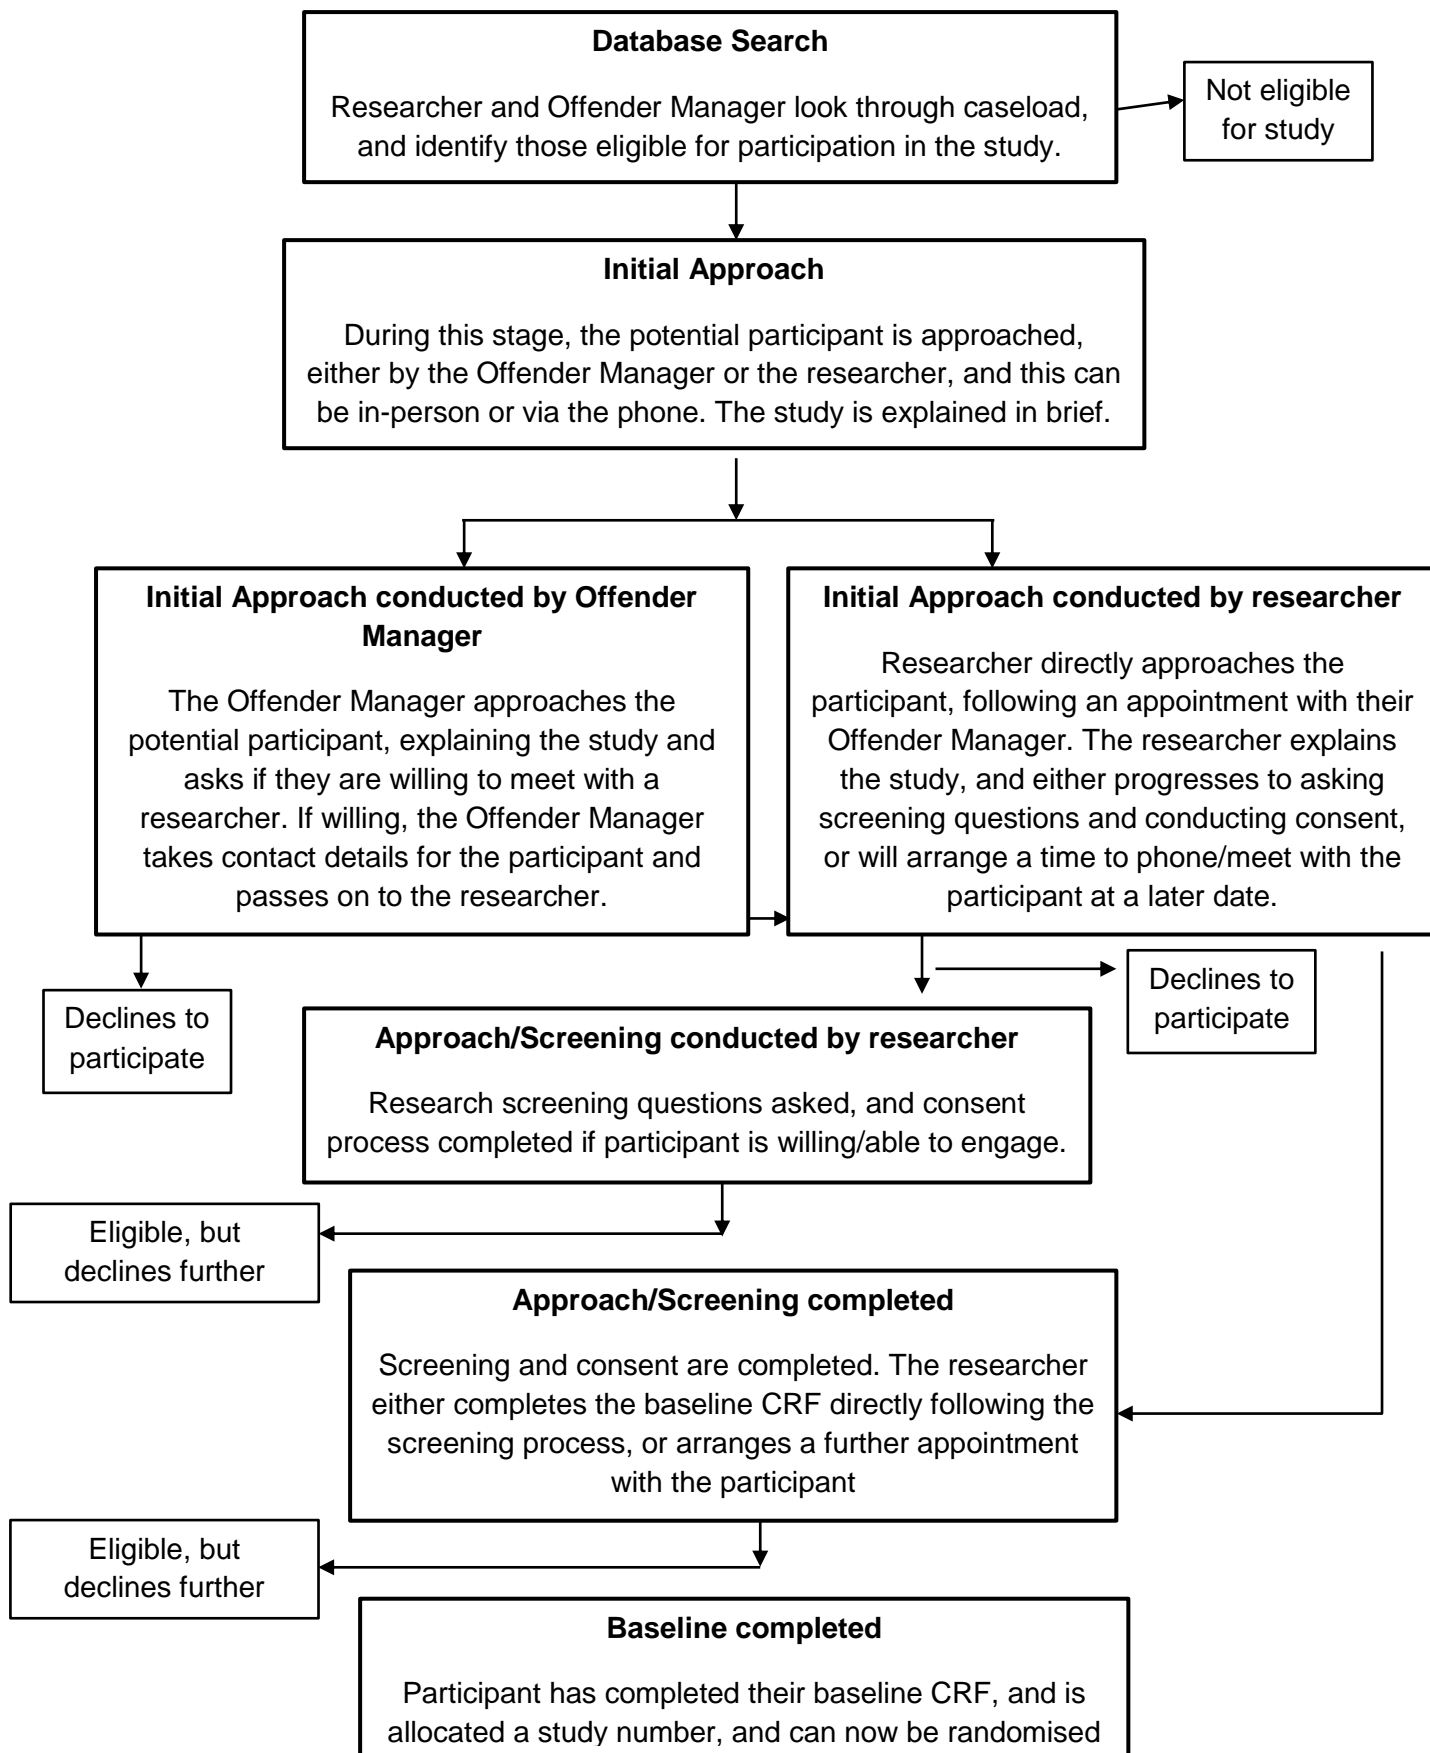 Database Search
Researcher and Offender Manager look through caseload,
and identify those eligible for participation in the study.
Not eligible
for study
Initial Approach
During this stage, the potential participant is approached,
either by the Offender Manager or the researcher, and this can
be in-person or via the phone. The study is explained in brief.
Initial Approach conducted by Offender
Manager
The Offender Manager approaches the
potential participant, explaining the study and
asks if they are willing to meet with a
researcher. If willing, the Offender Manager
takes contact details for the participant and
passes on to the researcher.
Initial Approach conducted by researcher
Researcher directly approaches the
participant, following an appointment with their
Offender Manager. The researcher explains
the study, and either progresses to asking
screening questions and conducting consent,
or will arrange a time to phone/meet with the
participant at a later date.
Declines to
participate
Declines to
participate
Approach/Screening conducted by researcher
Research screening questions asked, and consent
process completed if participant is willing/able to engage.
Eligible, but
declines further
Approach/Screening completed
Screening and consent are completed. The researcher
either completes the baseline CRF directly following the
screening process, or arranges a further appointment
with the participant
Eligible, but
declines further
Baseline completed
Participant has completed their baseline CRF, and is
allocated a study number, and can now be randomised